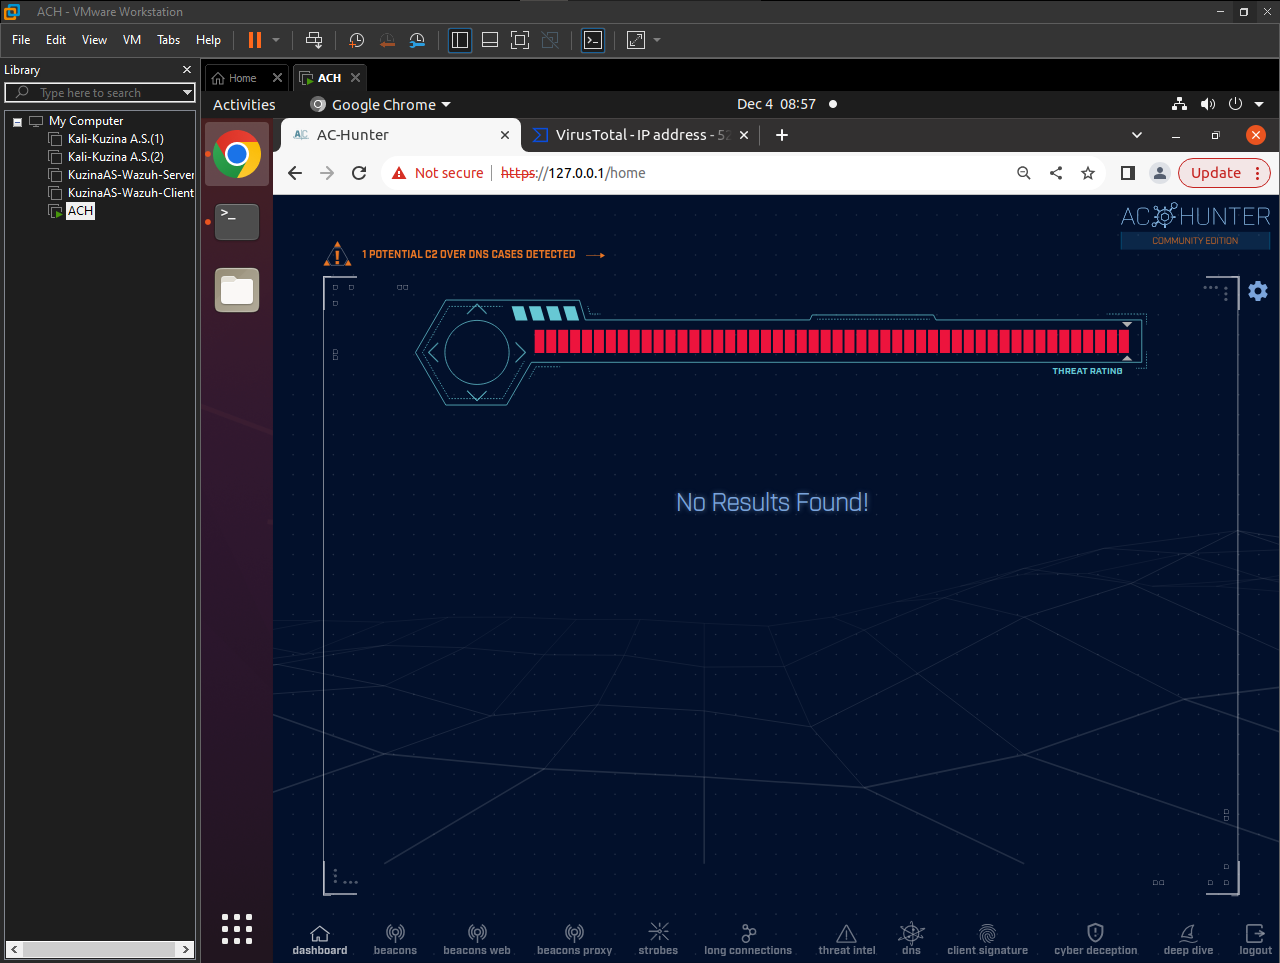 ACH - VMware Workstation
File Edit View VM Tabs Help
Library
Type here to search
My Computer
Kali-Kuzina A.S.(1)
Kali-Kuzina A.S.(2)
KuzinaAS-Wazuh-Server
KuzinaAS-Wazuh-Client
ACH
Home ACH
Activities Google Chrome Dec 4 08:57
AC-Hunter VirusTotal - IP address - 52
Not secure https://127.0.0.1/home Update
AC HUNTER
COMMUNITY EDITION
1 POTENTIAL C2 OVER DNS CASES DETECTED
THREAT RATING
No Results Found!
dashboard beacons beacons web beacons proxy strobes long connections threat intel dns client signature cyber deception deep dive logout